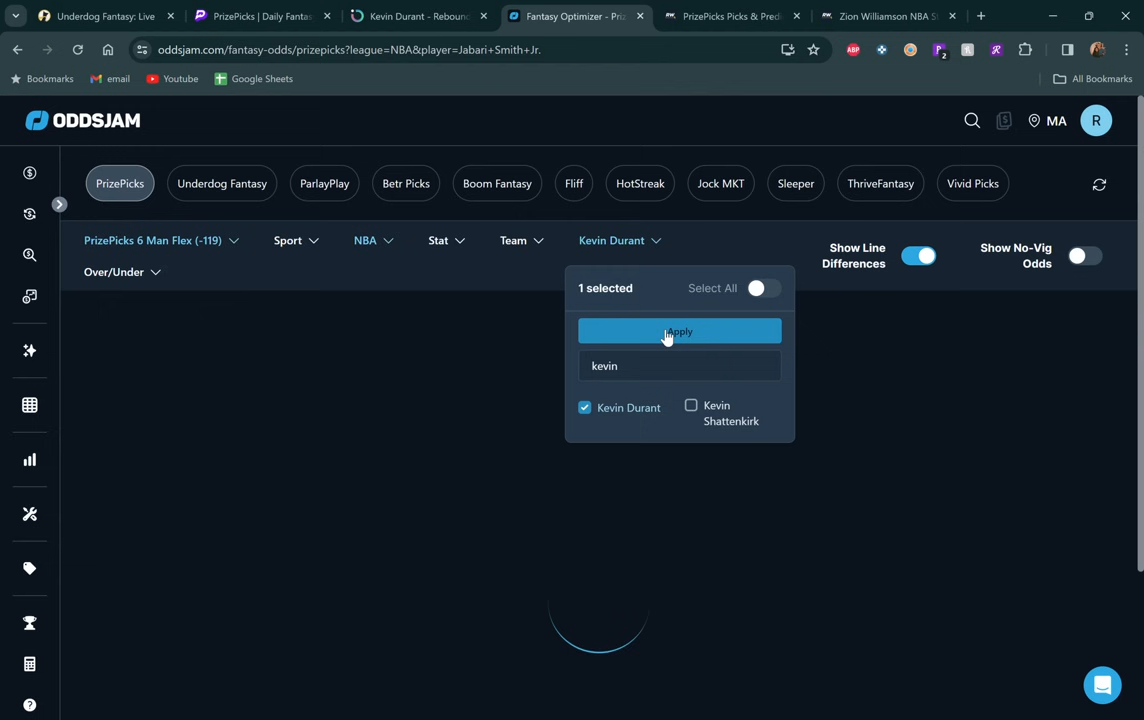 Underdog Fantasy: Live
PrizePicks | Daily Fantas
Kevin Durant - Rebound
Fantasy Optimizer - Priz
PrizePicks Picks & Pred
Zion Williamson NBA S
oddsjam.com/fantasy-odds/prizepicks?league=NBA&player=Jabari+Smith+Jr.
ABP
2
Bookmarks
email
Youtube
Google Sheets
All Bookmarks
ODDSJAM
MA
R
PrizePicks
Underdog Fantasy
ParlayPlay
Betr Picks
Boom Fantasy
Fliff
HotStreak
Jock MKT
Sleeper
ThriveFantasy
Vivid Picks
PrizePicks 6 Man Flex (-119)
Sport
NBA
Stat
Team
Kevin Durant
Show Line
Differences
Show No-Vig
Odds
Over/Under
1 selected
Select All
Apply
kevin
Kevin Durant
Kevin
Shattenkirk